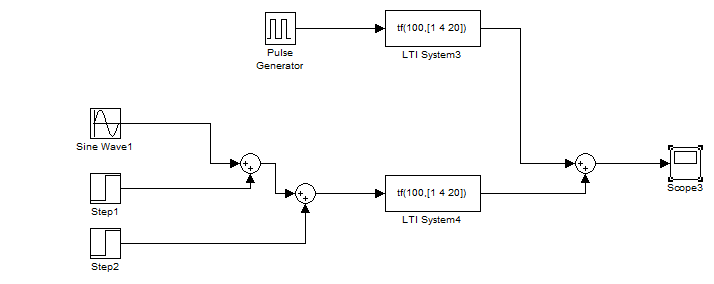 tf(100,[1 4 20])
Pulse
Generator
LTI System3
Sine Wave1
+
+
+
+
Scope3
Step1
+
+
tf(100,[1 4 20])
LTI System4
Step2